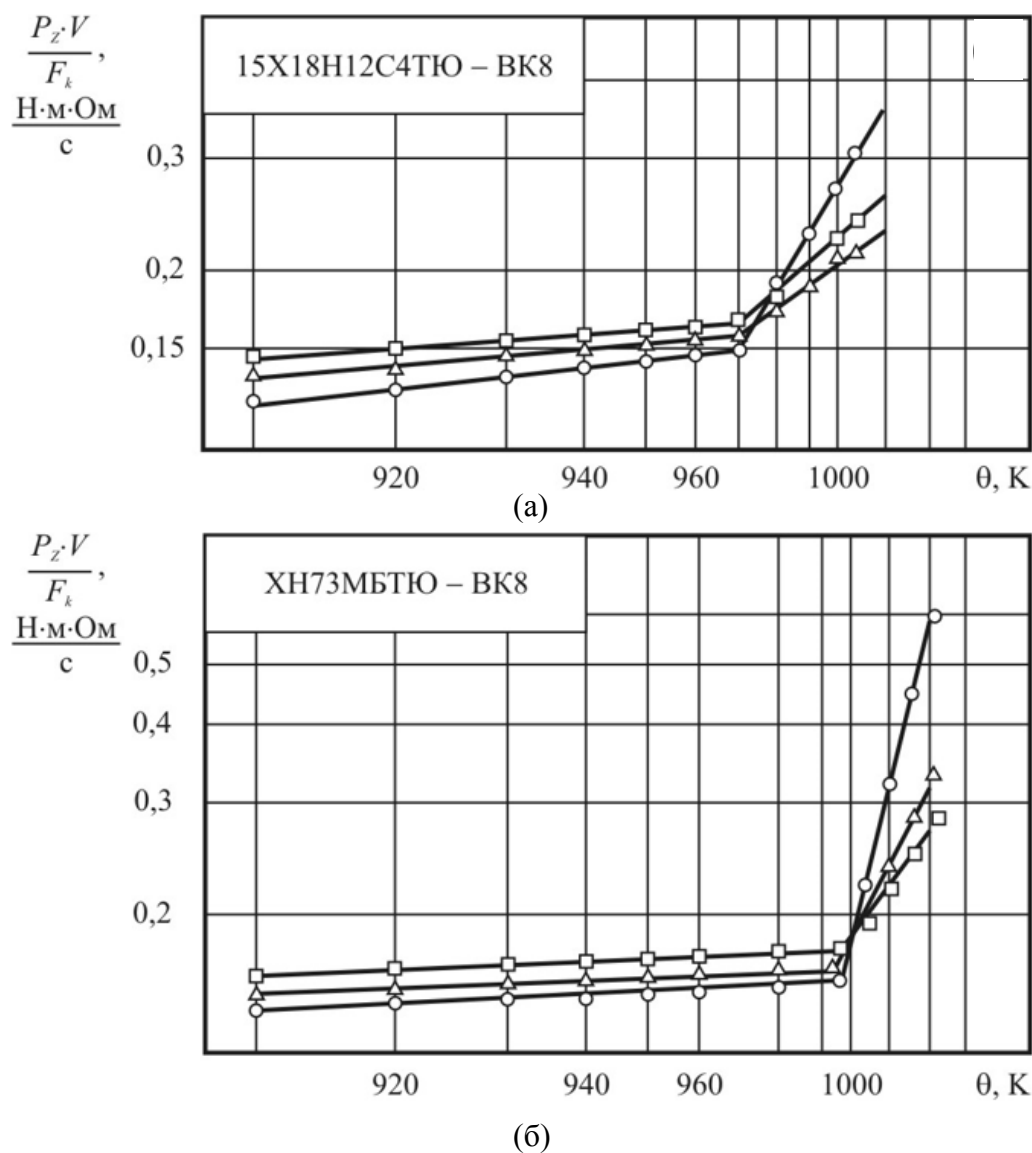 P_z·V
F_k ,
Н·м·Ом
с
15Х18Н12С4ТЮ – ВК8
0,3
0,2
0,15
920 940 960 1000 θ, К
(а)
P_z·V
F_k ,
Н·м·Ом
с
ХН73МБТЮ – ВК8
0,5
0,4
0,3
0,2
920 940 960 1000 θ, К
(б)